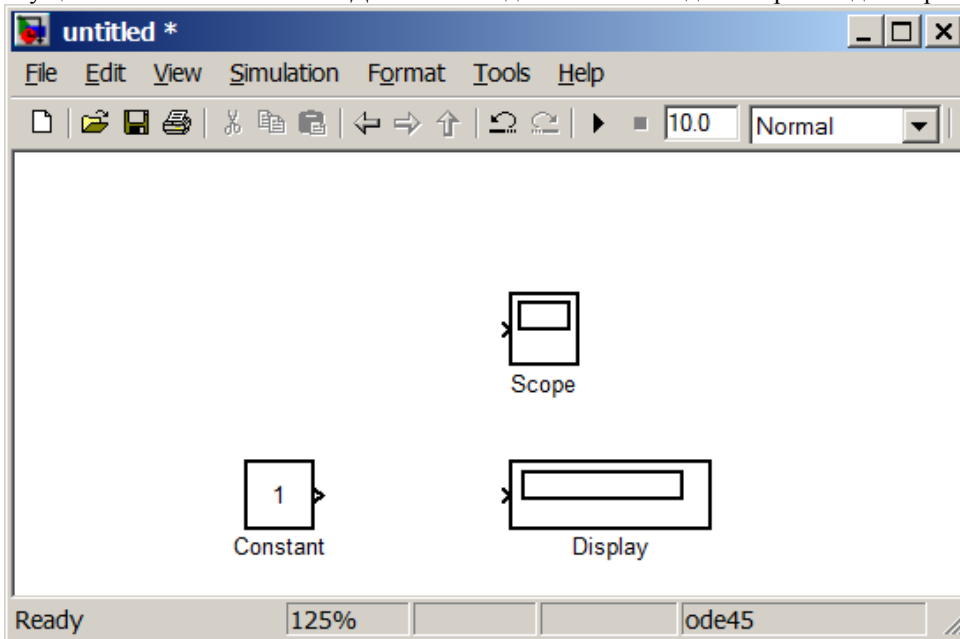 untitled *
File Edit View Simulation Format Tools Help
10.0 Normal
Scope
1
Constant
Display
Ready 125% ode45